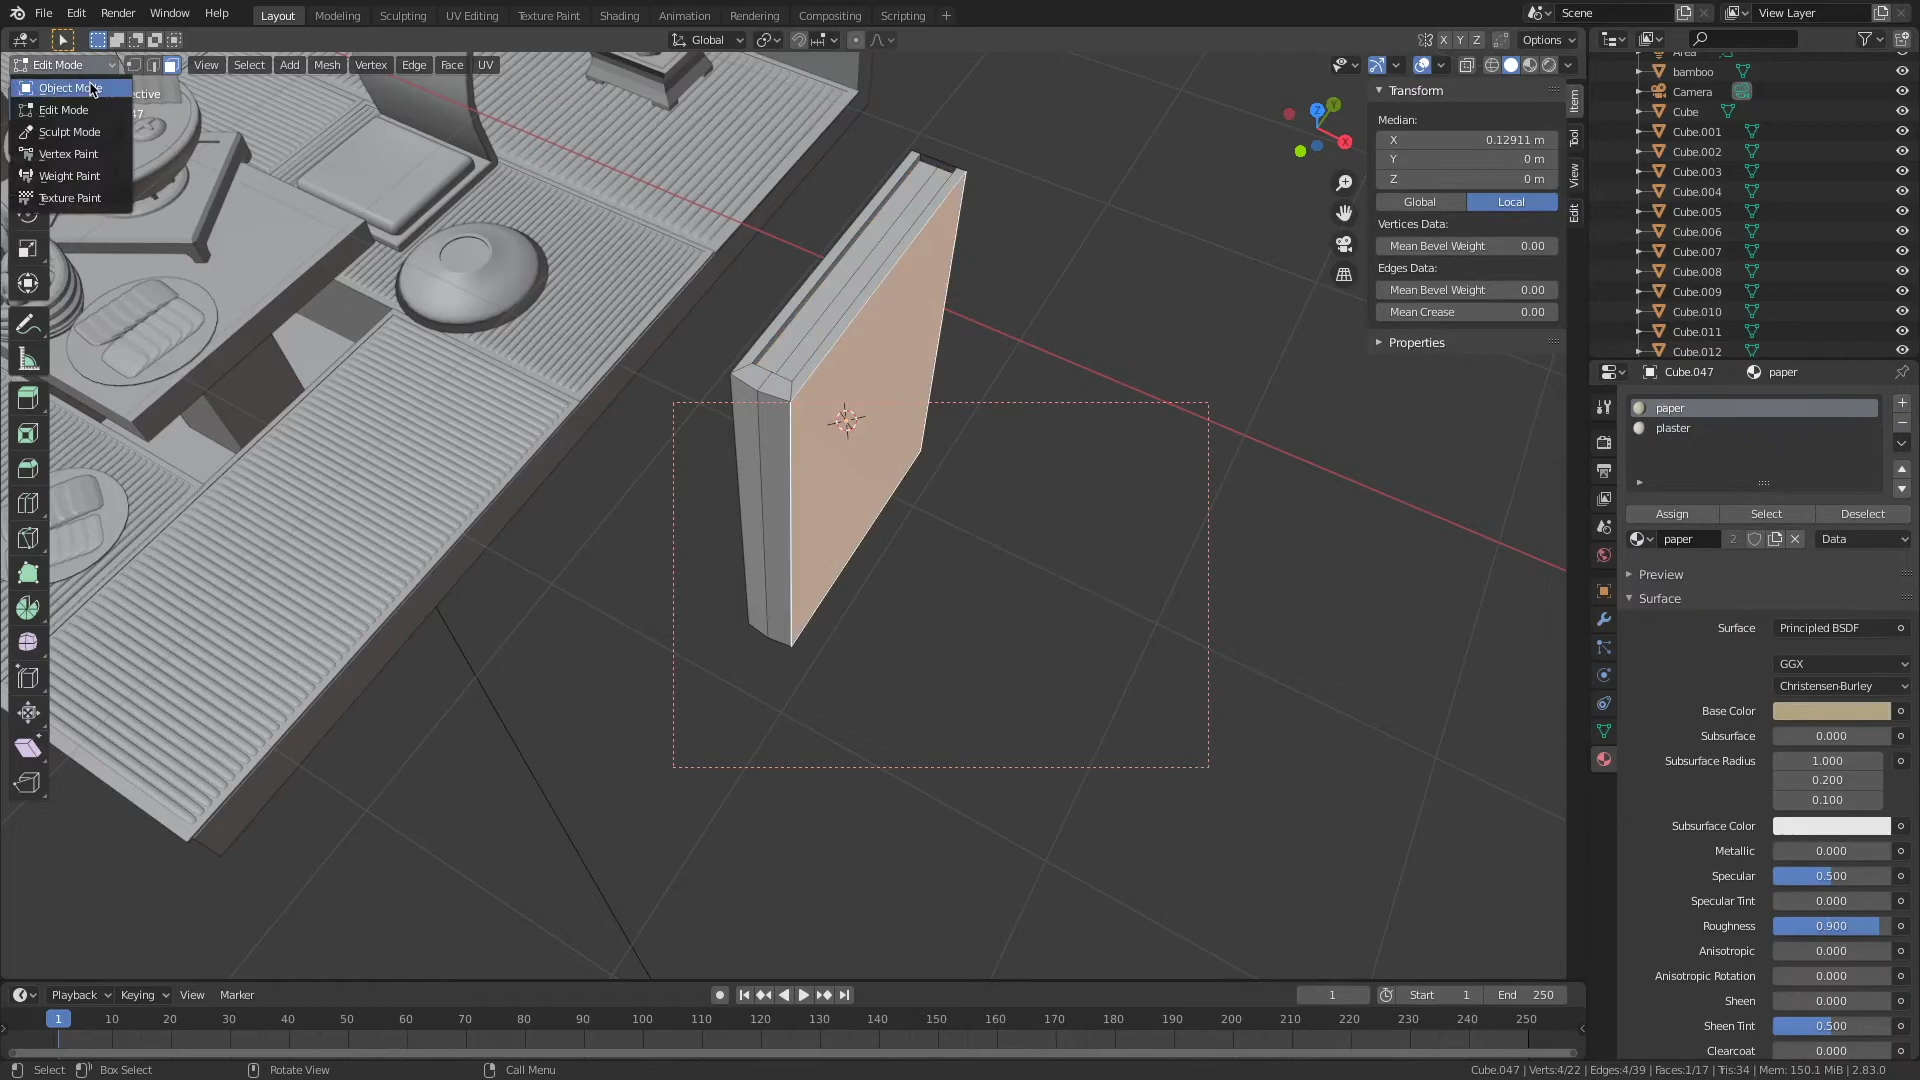 File Edit Render Window Help Layout Modeling Sculpting UV Editing Texture Paint Shading Animation Rendering Compositing Scripting + Scene View Layer
Global X Y Z Options
Edit Mode View Select Add Mesh Vertex Edge Face UV
Object Mode
Edit Mode
Sculpt Mode
Vertex Paint
Weight Paint
Texture Paint
ective
47
Z
Y
X
Transform
Median:
X 0.12911 m
Y 0 m
Z 0 m
Global Local
Vertices Data:
Mean Bevel Weight 0.00
Edges Data:
Mean Bevel Weight 0.00
Mean Crease 0.00
Properties
Item
Tool
View
Edit
Area
bamboo
Camera
Cube
Cube.001
Cube.002
Cube.003
Cube.004
Cube.005
Cube.006
Cube.007
Cube.008
Cube.009
Cube.010
Cube.011
Cube.012
Cube.047 paper
paper
plaster
Assign Select Deselect
paper 2 Data
Preview
Surface
Surface Principled BSDF
GGX
Christensen-Burley
Base Color
Subsurface 0.000
Subsurface Radius 1.000
0.200
0.100
Subsurface Color
Metallic 0.000
Specular 0.500
Specular Tint 0.000
Roughness 0.900
Anisotropic 0.000
Anisotropic Rotation 0.000
Sheen 0.000
Sheen Tint 0.500
Clearcoat 0.000
Playback Keying View Marker 1 Start 1 End 250
1 10 20 30 40 50 60 70 80 90 100 110 120 130 140 150 160 170 180 190 200 210 220 230 240 250
Select Box Select Rotate View Call Menu Cube.047 | Verts:4/22 | Edges:4/39 | Faces:1/17 | Tris:34 | Mem: 150.1 MiB | 2.83.0